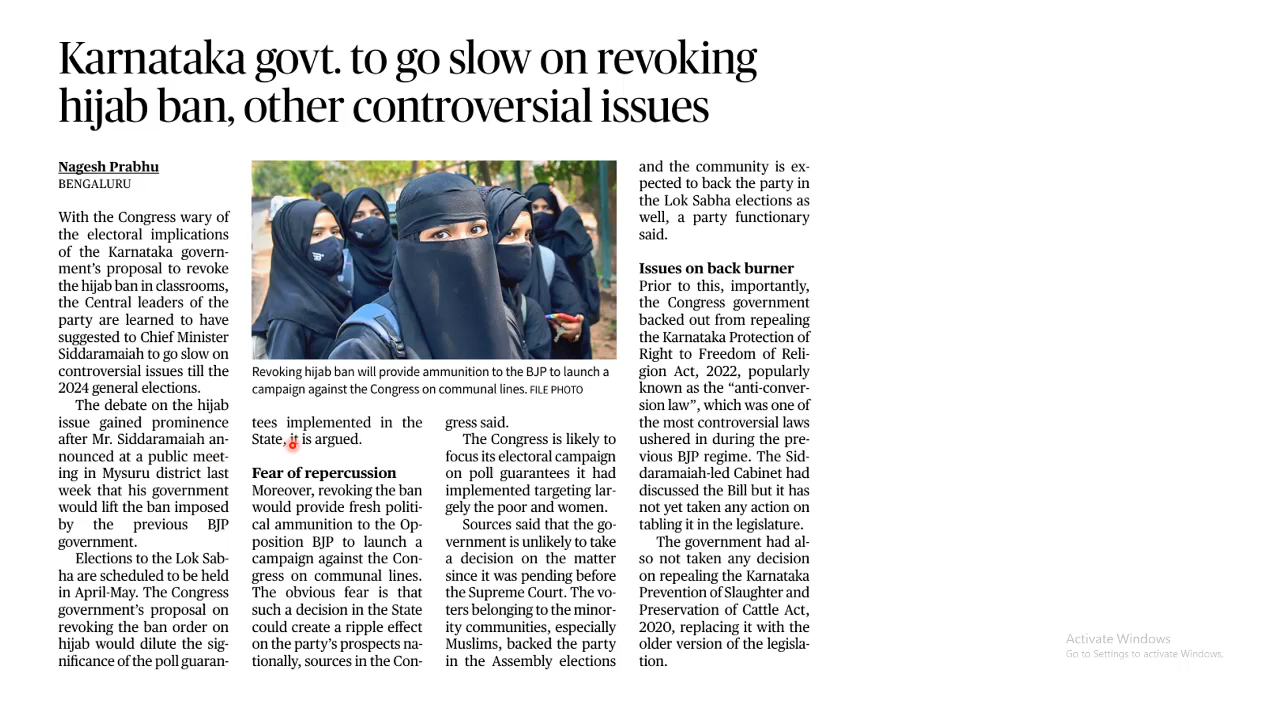 Karnataka govt. to go slow on revoking
hijab ban, other controversial issues
Nagesh Prabhu
BENGALURU
With the Congress wary of
the electoral implications
of the Karnataka govern-
ment's proposal to revoke
the hijab ban in classrooms,
the Central leaders of the
party are learned to have
suggested to Chief Minister
Siddaramaiah to go slow on
controversial issues till the
2024 general elections.
The debate on the hijab
issue gained prominence
after Mr. Siddaramaiah an-
nounced at a public meet-
ing in Mysuru district last
week that his government
would lift the ban imposed
by the previous BJP
government.
Elections to the Lok Sab-
ha are scheduled to be held
in April-May. The Congress
government's proposal on
revoking the ban order on
hijab would dilute the sig-
nificance of the poll guaran-
Revoking hijab ban will provide ammunition to the BJP to launch a
campaign against the Congress on communal lines. FILE PHOTO
tees implemented in the
State, it is argued.
Fear of repercussion
Moreover, revoking the ban
would provide fresh politi-
cal ammunition to the Op-
position BJP to launch a
campaign against the Con-
gress on communal lines.
The obvious fear is that
such a decision in the State
could create a ripple effect
on the party's prospects na-
tionally, sources in the Con-
gress said.
The Congress is likely to
focus its electoral campaign
on poll guarantees it had
implemented targeting lar-
gely the poor and women.
Sources said that the go-
vernment is unlikely to take
a decision on the matter
since it was pending before
the Supreme Court. The vo-
ters belonging to the minor-
ity communities, especially
Muslims, backed the party
in the Assembly elections
and the community is ex-
pected to back the party in
the Lok Sabha elections as
well, a party functionary
said.
Issues on back burner
Prior to this, importantly,
the Congress government
backed out from repealing
the Karnataka Protection of
Right to Freedom of Reli-
gion Act, 2022, popularly
known as the “anti-conver-
sion law”, which was one of
the most controversial laws
ushered in during the pre-
vious BJP regime. The Sid-
daramaiah-led Cabinet had
discussed the Bill but it has
not yet taken any action on
tabling it in the legislature.
The government had al-
so not taken any decision
on repealing the Karnataka
Prevention of Slaughter and
Preservation of Cattle Act,
2020, replacing it with the
older version of the legisla-
tion.
Activate Windows
Go to Settings to activate Windows.